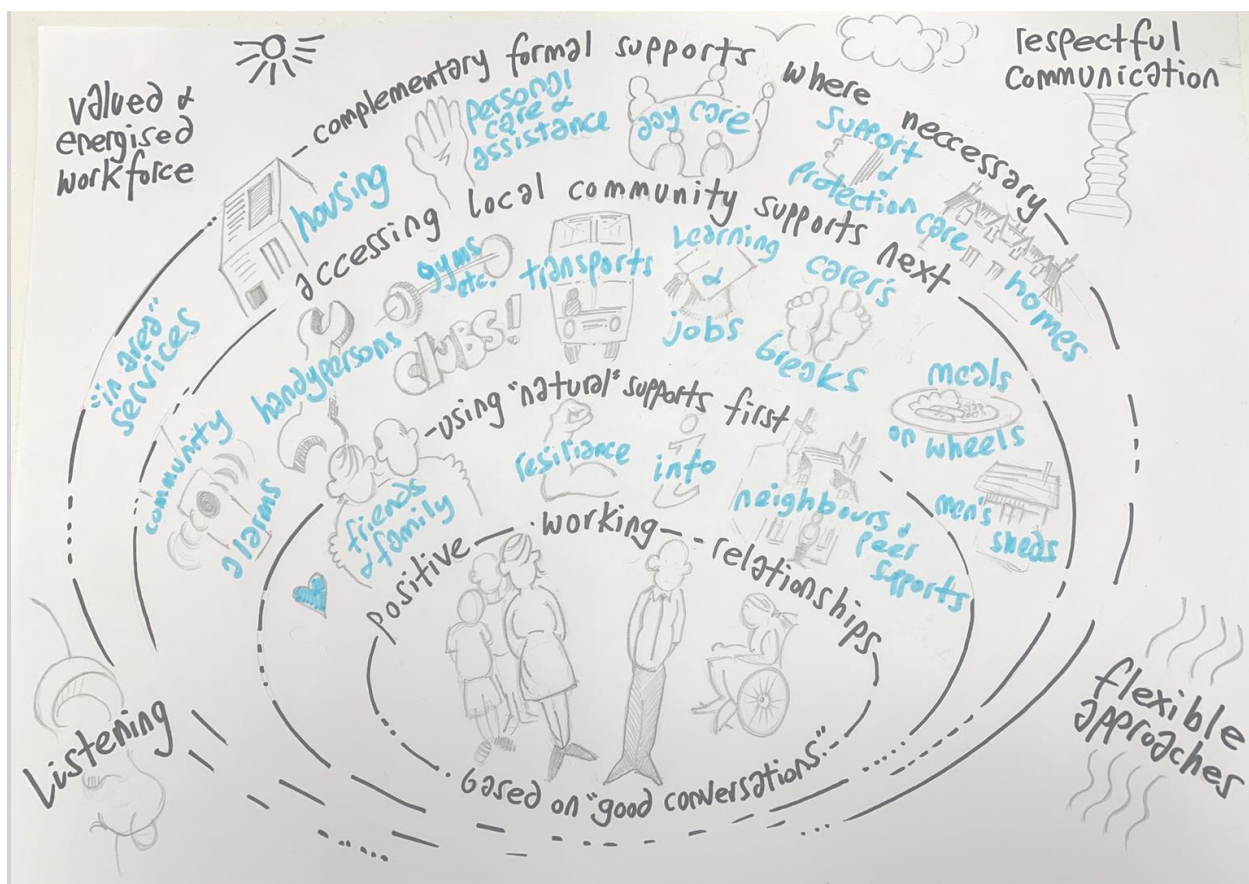 valued &
energised
workforce
respectful
communication
- complementary formal supports where neccessary -
"in area"
services
housing
personal
care &
assistance
day care
support
&
protection
care
homes
accessing local community supports next
community
alarms
handypersons
gyms
etc.
CLUBS!
transports
Learning
&
jobs
carer's
breaks
meals
on wheels
men's
sheds
- using "natural" supports first
friends
& family
resiliance
info
neighbours &
peer
supports
positive working relationships
based on "good conversations"
Listening
flexible
approaches